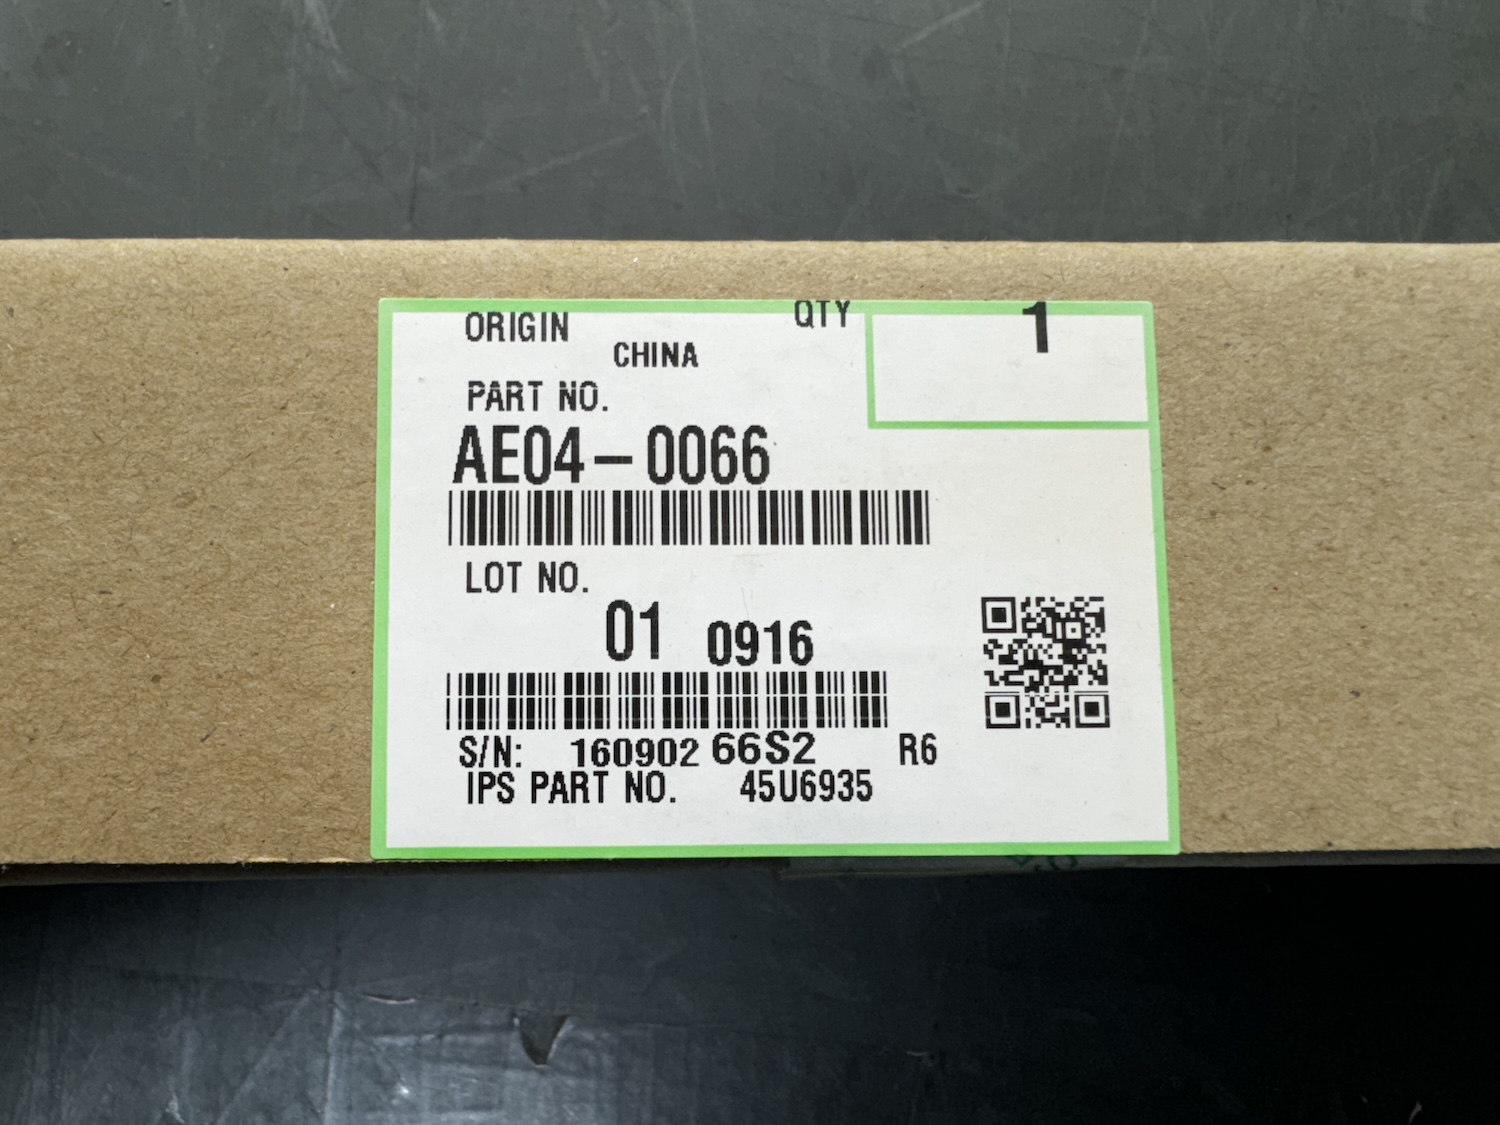 ORIGIN QTY 1
CHINA
PART NO.
AE04-0066
LOT NO.
01 0916
S/N: 160902 66S2 R6
IPS PART NO. 45U6935